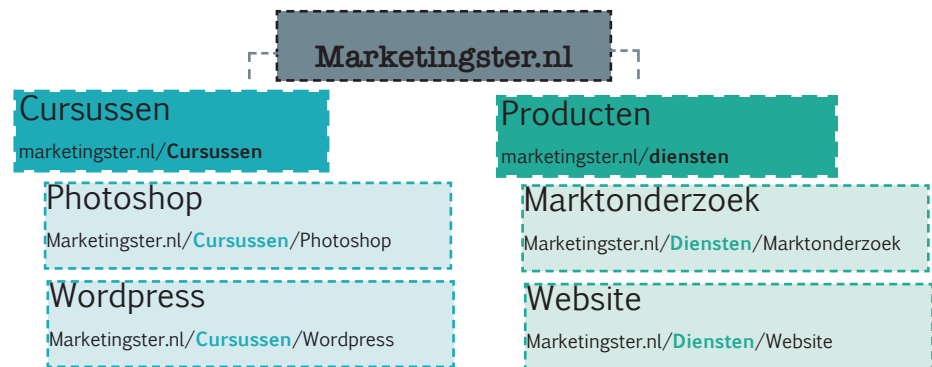 Marketingster.nl
Cursussen
marketingster.nl/Cursussen
Photoshop
Marketingster.nl/Cursussen/Photoshop
Wordpress
Marketingster.nl/Cursussen/Wordpress
Producten
marketingster.nl/diensten
Marktonderzoek
Marketingster.nl/Diensten/Marktonderzoek
Website
Marketingster.nl/Diensten/Website